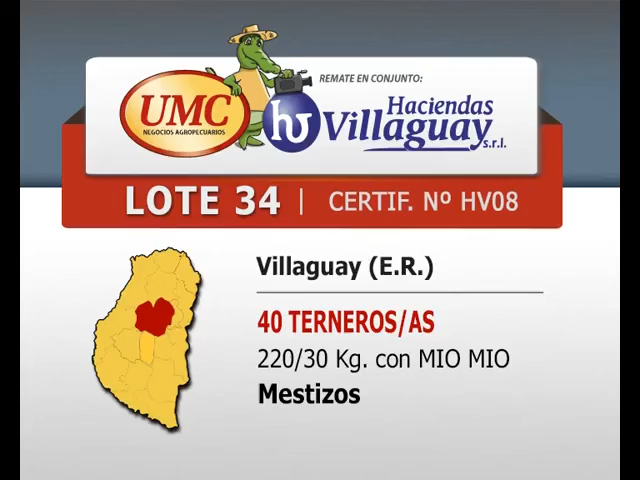 REMATE EN CONJUNTO:
UMC
NEGOCIOS AGROPECUARIOS
hv Haciendas
Villaguay s.r.l.
LOTE 34 | CERTIF. Nº HV08
Villaguay (E.R.)
40 TERNEROS/AS
220/30 Kg. con MIO MIO
Mestizos